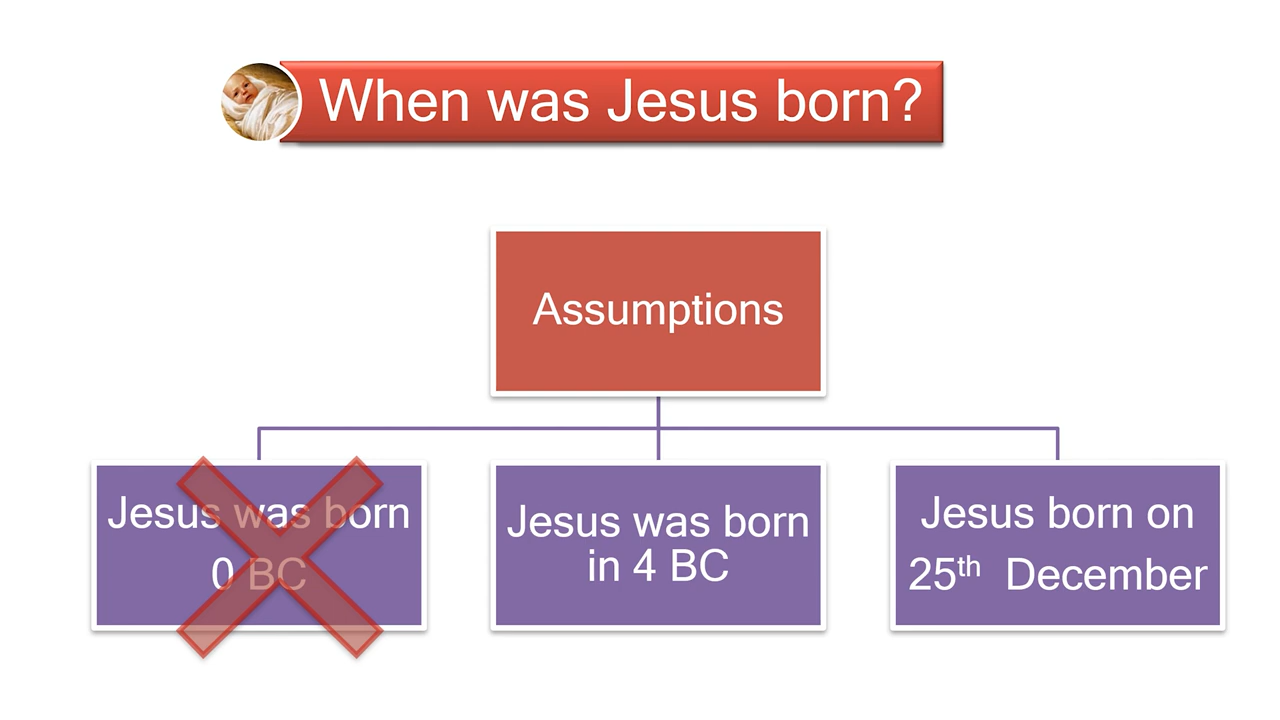 When was Jesus born?
Assumptions
Jesus was born
0 BC
Jesus was born
in 4 BC
Jesus born on
25th December